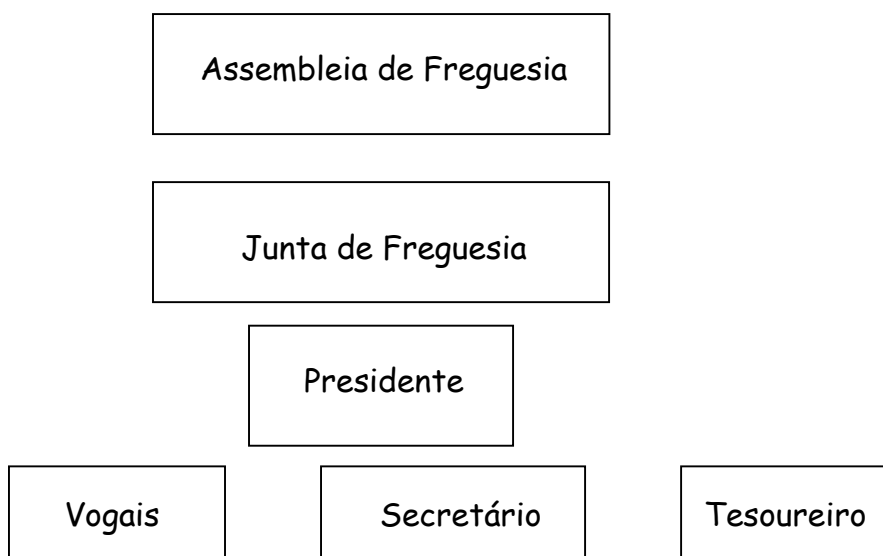 Assembleia de Freguesia
Junta de Freguesia
Presidente
Vogais
Secretário
Tesoureiro